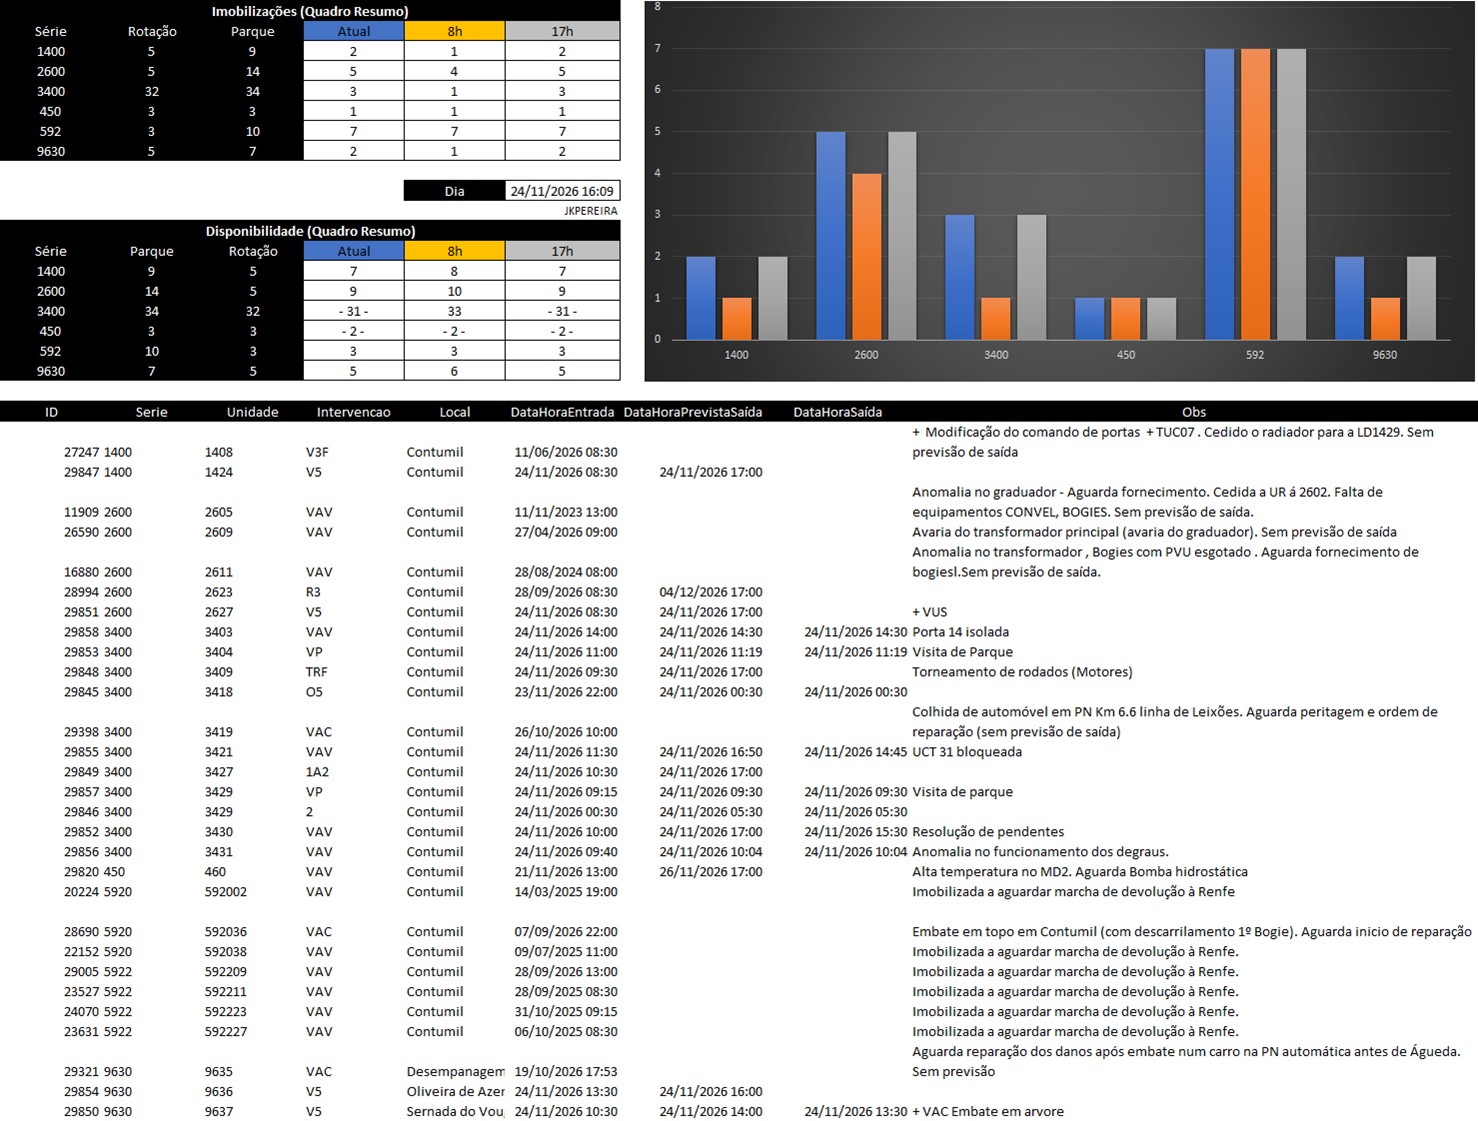 Imobilizações (Quadro Resumo)
Série Rotação Parque Atual 8h 17h
1400 5 9 2 1 2
2600 5 14 5 4 5
3400 32 34 3 1 3
450 3 3 1 1 1
592 3 10 7 7 7
9630 5 7 2 1 2
Dia 24/11/2026 16:09
JKPEREIRA
Disponibilidade (Quadro Resumo)
Série Parque Rotação Atual 8h 17h
1400 9 5 7 8 7
2600 14 5 9 10 9
3400 34 32 - 31 - 33 - 31 -
450 3 3 - 2 - - 2 - - 2 -
592 10 3 3 3 3
9630 7 5 5 6 5
8
7
6
5
4
3
2
1
0
1400 2600 3400 450 592 9630
ID Serie Unidade Intervencao Local DataHoraEntrada DataHoraPrevistaSaída DataHoraSaída Obs
+ Modificação do comando de portas + TUC07 . Cedido o radiador para a LD1429. Sem
27247 1400 1408 V3F Contumil 11/06/2026 08:30 previsão de saída
29847 1400 1424 V5 Contumil 24/11/2026 08:30 24/11/2026 17:00
Anomalia no graduador - Aguarda fornecimento. Cedida a UR á 2602. Falta de
11909 2600 2605 VAV Contumil 11/11/2023 13:00 equipamentos CONVEL, BOGIES. Sem previsão de saída.
26590 2600 2609 VAV Contumil 27/04/2026 09:00 Avaria do transformador principal (avaria do graduador). Sem previsão de saída
Anomalia no transformador , Bogies com PVU esgotado . Aguarda fornecimento de
16880 2600 2611 VAV Contumil 28/08/2024 08:00 bogiesl.Sem previsão de saída.
28994 2600 2623 R3 Contumil 28/09/2026 08:30 04/12/2026 17:00
29851 2600 2627 V5 Contumil 24/11/2026 08:30 24/11/2026 17:00 + VUS
29858 3400 3403 VAV Contumil 24/11/2026 14:00 24/11/2026 14:30 24/11/2026 14:30 Porta 14 isolada
29853 3400 3404 VP Contumil 24/11/2026 11:00 24/11/2026 11:19 24/11/2026 11:19 Visita de Parque
29848 3400 3409 TRF Contumil 24/11/2026 09:30 24/11/2026 17:00 Torneamento de rodados (Motores)
29845 3400 3418 O5 Contumil 23/11/2026 22:00 24/11/2026 00:30 24/11/2026 00:30
Colhida de automóvel em PN Km 6.6 linha de Leixões. Aguarda peritagem e ordem de
29398 3400 3419 VAC Contumil 26/10/2026 10:00 reparação (sem previsão de saída)
29855 3400 3421 VAV Contumil 24/11/2026 11:30 24/11/2026 16:50 24/11/2026 14:45 UCT 31 bloqueada
29849 3400 3427 1A2 Contumil 24/11/2026 10:30 24/11/2026 17:00
29857 3400 3429 VP Contumil 24/11/2026 09:15 24/11/2026 09:30 24/11/2026 09:30 Visita de parque
29846 3400 3429 2 Contumil 24/11/2026 00:30 24/11/2026 05:30 24/11/2026 05:30
29852 3400 3430 VAV Contumil 24/11/2026 10:00 24/11/2026 17:00 24/11/2026 15:30 Resolução de pendentes
29856 3400 3431 VAV Contumil 24/11/2026 09:40 24/11/2026 10:04 24/11/2026 10:04 Anomalia no funcionamento dos degraus.
29820 450 460 VAV Contumil 21/11/2026 13:00 26/11/2026 17:00 Alta temperatura no MD2. Aguarda Bomba hidrostática
20224 5920 592002 VAV Contumil 14/03/2025 19:00 Imobilizada a aguardar marcha de devolução à Renfe
28690 5920 592036 VAC Contumil 07/09/2026 22:00 Embate em topo em Contumil (com descarrilamento 1º Bogie). Aguarda inicio de reparação
22152 5920 592038 VAV Contumil 09/07/2025 11:00 Imobilizada a aguardar marcha de devolução à Renfe.
29005 5922 592209 VAV Contumil 28/09/2026 13:00 Imobilizada a aguardar marcha de devolução à Renfe.
23527 5922 592211 VAV Contumil 28/09/2025 08:30 Imobilizada a aguardar marcha de devolução à Renfe.
24070 5922 592223 VAV Contumil 31/10/2025 09:15 Imobilizada a aguardar marcha de devolução à Renfe.
23631 5922 592227 VAV Contumil 06/10/2025 08:30 Imobilizada a aguardar marcha de devolução à Renfe.
Aguarda reparação dos danos após embate num carro na PN automática antes de Águeda.
29321 9630 9635 VAC Desempanagem 19/10/2026 17:53 Sem previsão
29854 9630 9636 V5 Oliveira de Azer 24/11/2026 13:30 24/11/2026 16:00
29850 9630 9637 V5 Sernada do Vou 24/11/2026 10:30 24/11/2026 14:00 24/11/2026 13:30 + VAC Embate em arvore